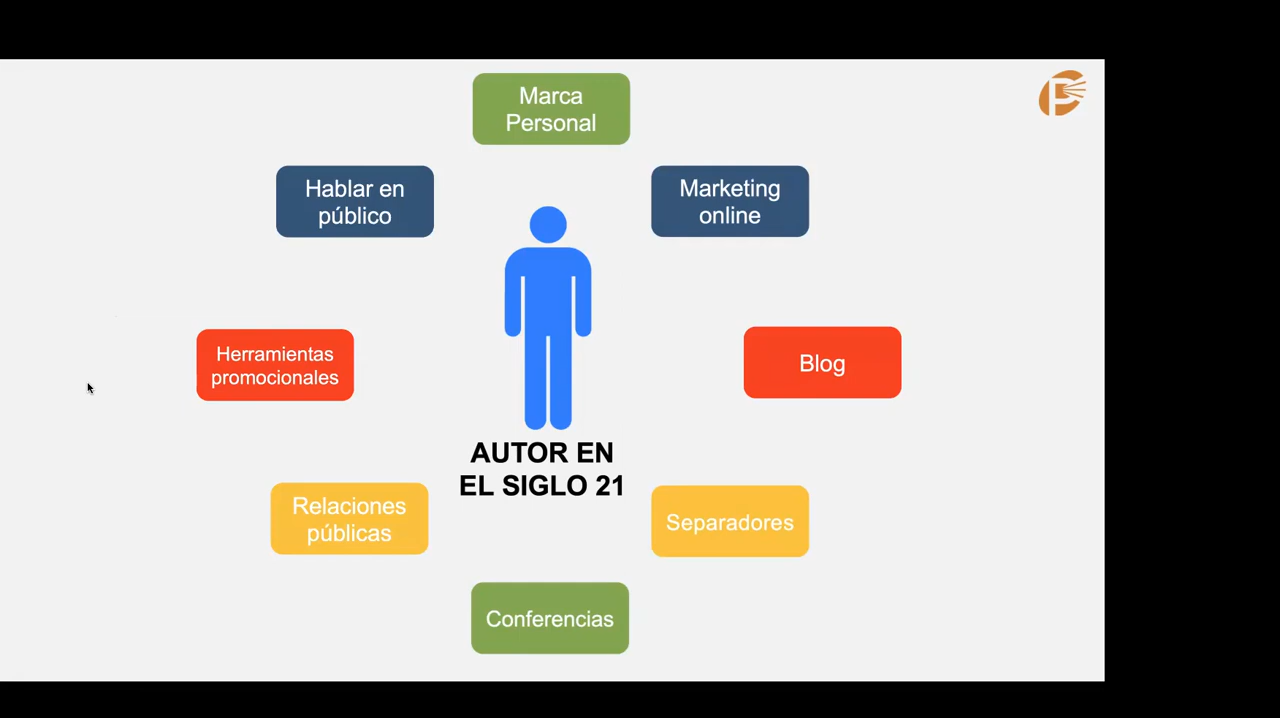 Marca
Personal
Hablar en
público
Marketing
online
Herramientas
promocionales
Blog
AUTOR EN
EL SIGLO 21
Relaciones
públicas
Separadores
Conferencias